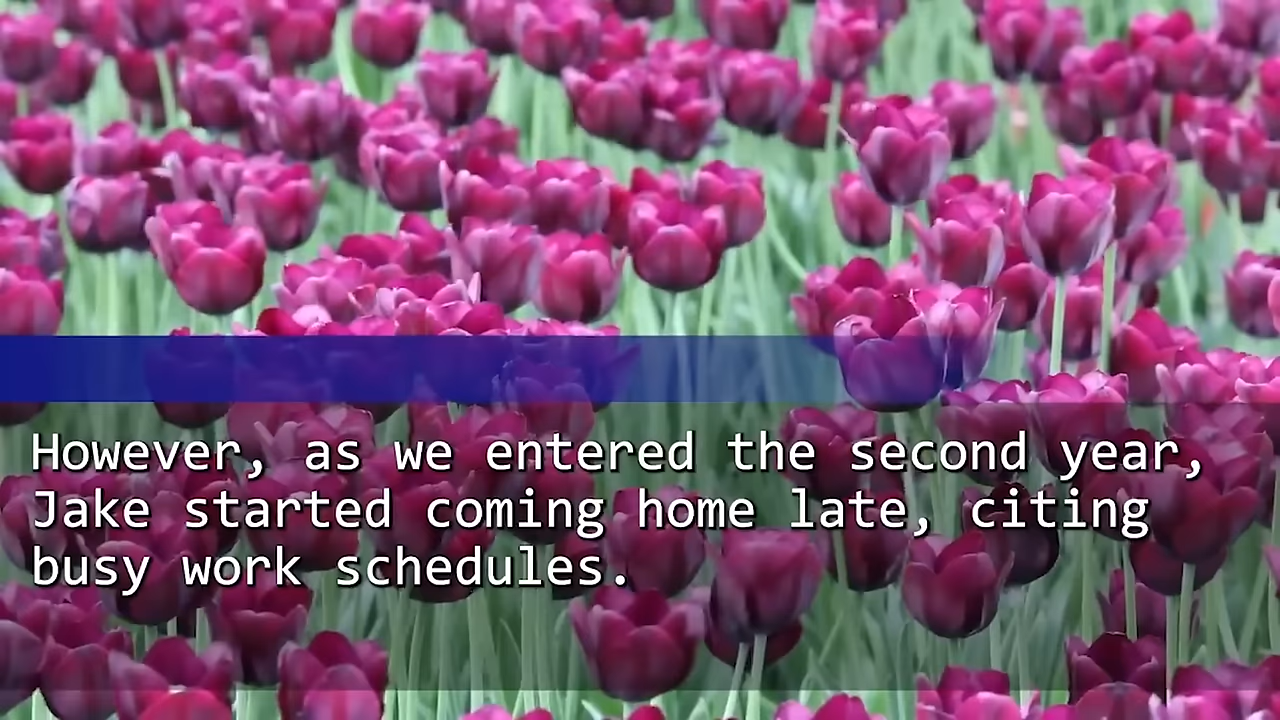 However, as we entered the second year,
Jake started coming home late, citing
busy work schedules.